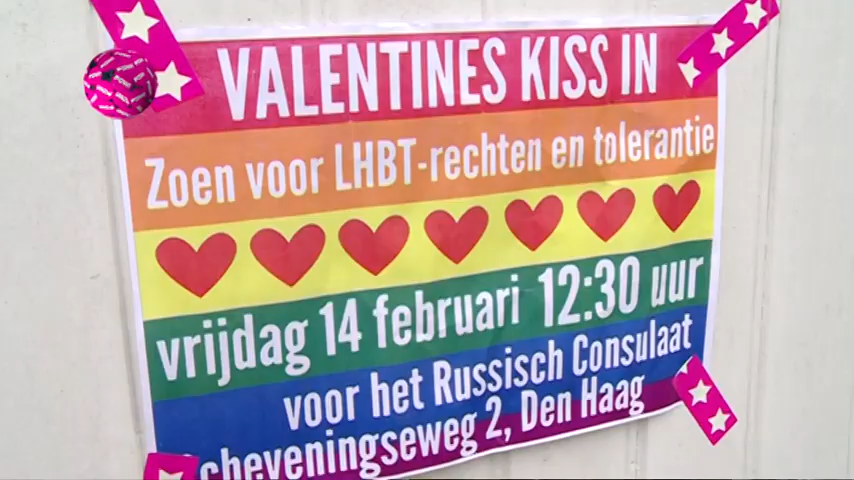 VALENTINES KISS IN
Zoen voor LHBT-rechten en tolerantie
vrijdag 14 februari 12:30 uur
voor het Russisch Consulaat
cheveningseweg 2, Den Haag